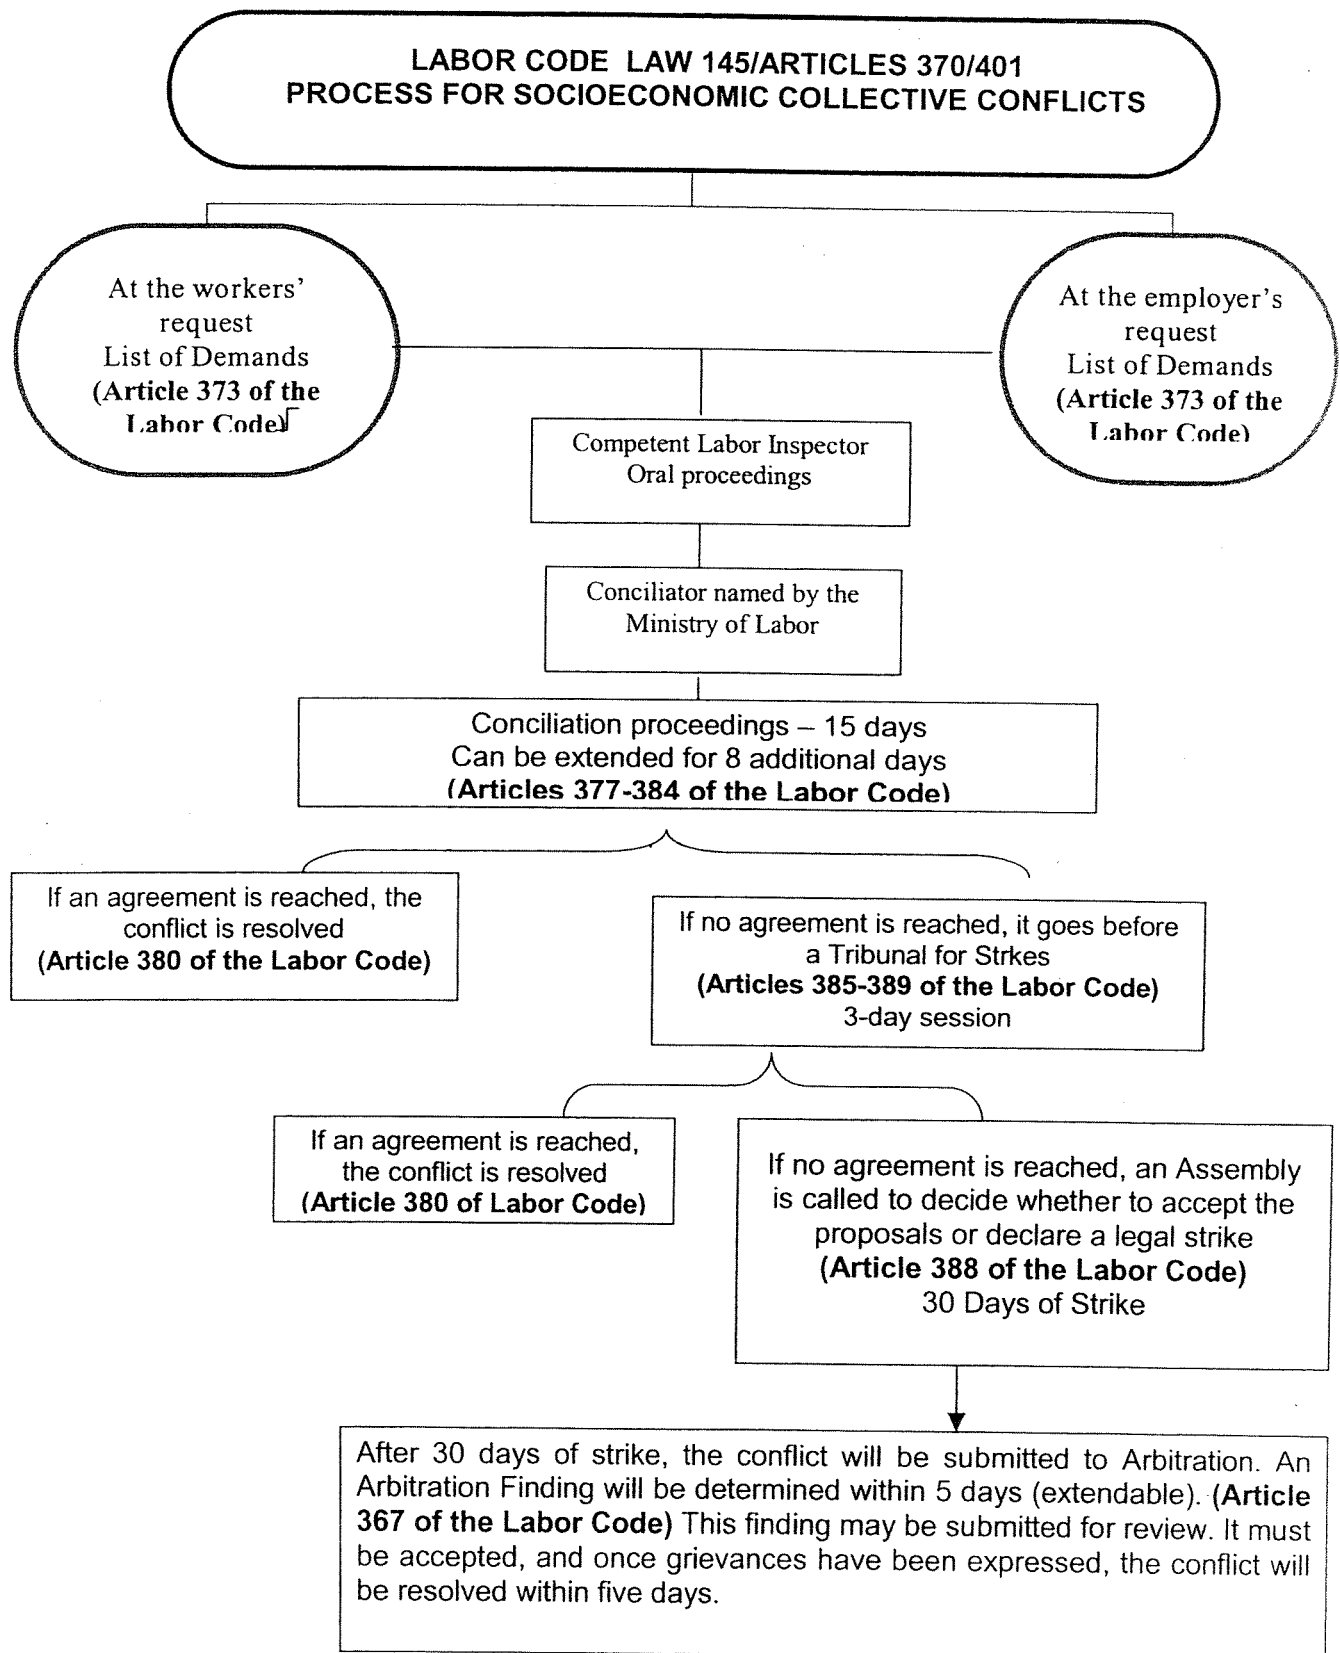 LABOR CODE LAW 145/ARTICLES 370/401
PROCESS FOR SOCIOECONOMIC COLLECTIVE CONFLICTS
At the workers'
request
List of Demands
(Article 373 of the
Labor Code)
At the employer's
request
List of Demands
(Article 373 of the
Labor Code)
Competent Labor Inspector
Oral proceedings
Conciliator named by the
Ministry of Labor
Conciliation proceedings – 15 days
Can be extended for 8 additional days
(Articles 377-384 of the Labor Code)
If an agreement is reached, the
conflict is resolved
(Article 380 of the Labor Code)
If no agreement is reached, it goes before
a Tribunal for Strkes
(Articles 385-389 of the Labor Code)
3-day session
If an agreement is reached,
the conflict is resolved
(Article 380 of Labor Code)
If no agreement is reached, an Assembly
is called to decide whether to accept the
proposals or declare a legal strike
(Article 388 of the Labor Code)
30 Days of Strike
After 30 days of strike, the conflict will be submitted to Arbitration. An
Arbitration Finding will be determined within 5 days (extendable). (Article
367 of the Labor Code) This finding may be submitted for review. It must
be accepted, and once grievances have been expressed, the conflict will
be resolved within five days.